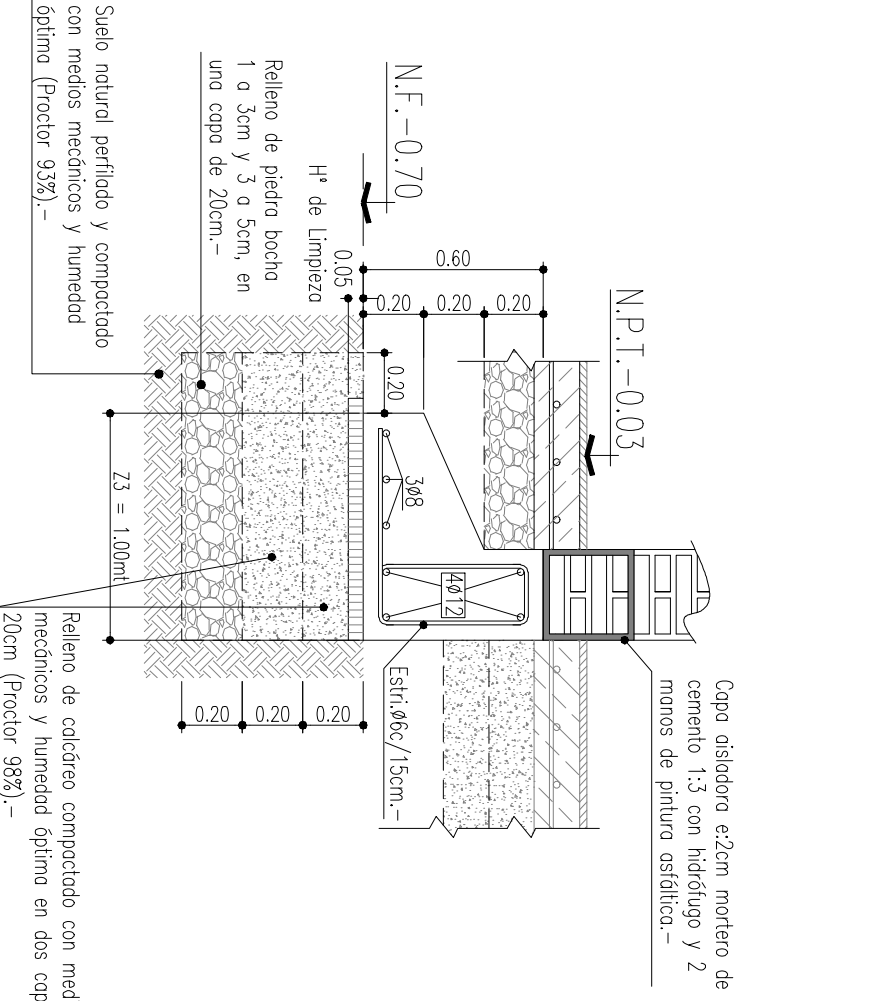 Capa aisladora e:2cm mortero de
cemento 1:3 con hidrófugo y 2
manos de pintura asfáltica.-
N.P.T.-0.03
N.F.-0.70
0.60
0.20
0.20
0.20
0.05
0.20
3ø8
4ø12
Estri.ø6c/15cm.-
H° de Limpieza
Relleno de piedra bocha
1 a 3cm y 3 a 5cm, en
una capa de 20cm.-
0.20
0.20
0.20
Z3 = 1.00mt
Suelo natural perfilado y compactado
con medios mecánicos y humedad
óptima (Proctor 93%).-
Relleno de calcáreo compactado con med
mecánicos y humedad óptima en dos cap
20cm (Proctor 98%).-